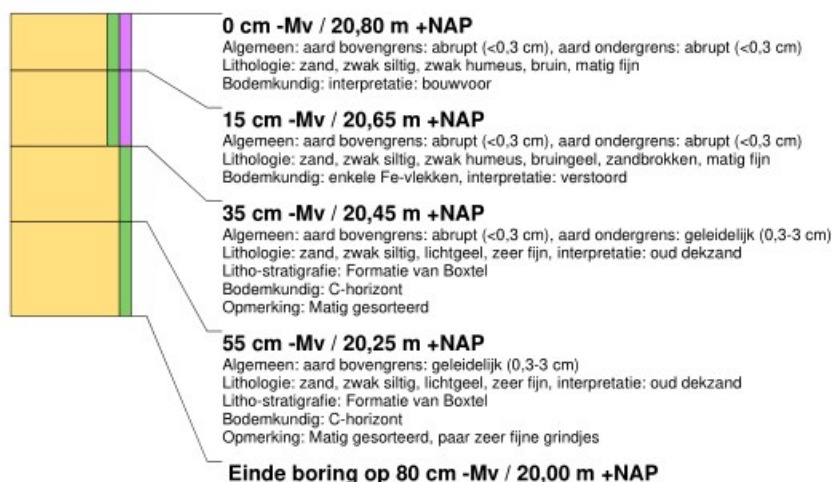 0 cm -Mv / 20,80 m +NAP
Algemeen: aard bovengrens: abrupt (<0,3 cm), aard ondergrens: abrupt (<0,3 cm)
Lithologie: zand, zwak siltig, zwak humeus, bruin, matig fijn
Bodemkundig: interpretatie: bouwvoor
15 cm -Mv / 20,65 m +NAP
Algemeen: aard bovengrens: abrupt (<0,3 cm), aard ondergrens: abrupt (<0,3 cm)
Lithologie: zand, zwak siltig, zwak humeus, bruingeel, zandbrokken, matig fijn
Bodemkundig: enkele Fe-vlekken, interpretatie: verstoord
35 cm -Mv / 20,45 m +NAP
Algemeen: aard bovengrens: abrupt (<0,3 cm), aard ondergrens: geleidelijk (0,3-3 cm)
Lithologie: zand, zwak siltig, lichtgeel, zeer fijn, interpretatie: oud dekzand
Litho-stratigrafie: Formatie van Boxtel
Bodemkundig: C-horizont
Opmerking: Matig gesorteerd
55 cm -Mv / 20,25 m +NAP
Algemeen: aard bovengrens: geleidelijk (0,3-3 cm)
Lithologie: zand, zwak siltig, lichtgeel, zeer fijn, interpretatie: oud dekzand
Litho-stratigrafie: Formatie van Boxtel
Bodemkundig: C-horizont
Opmerking: Matig gesorteerd, paar zeer fijne grindjes
Einde boring op 80 cm -Mv / 20,00 m +NAP